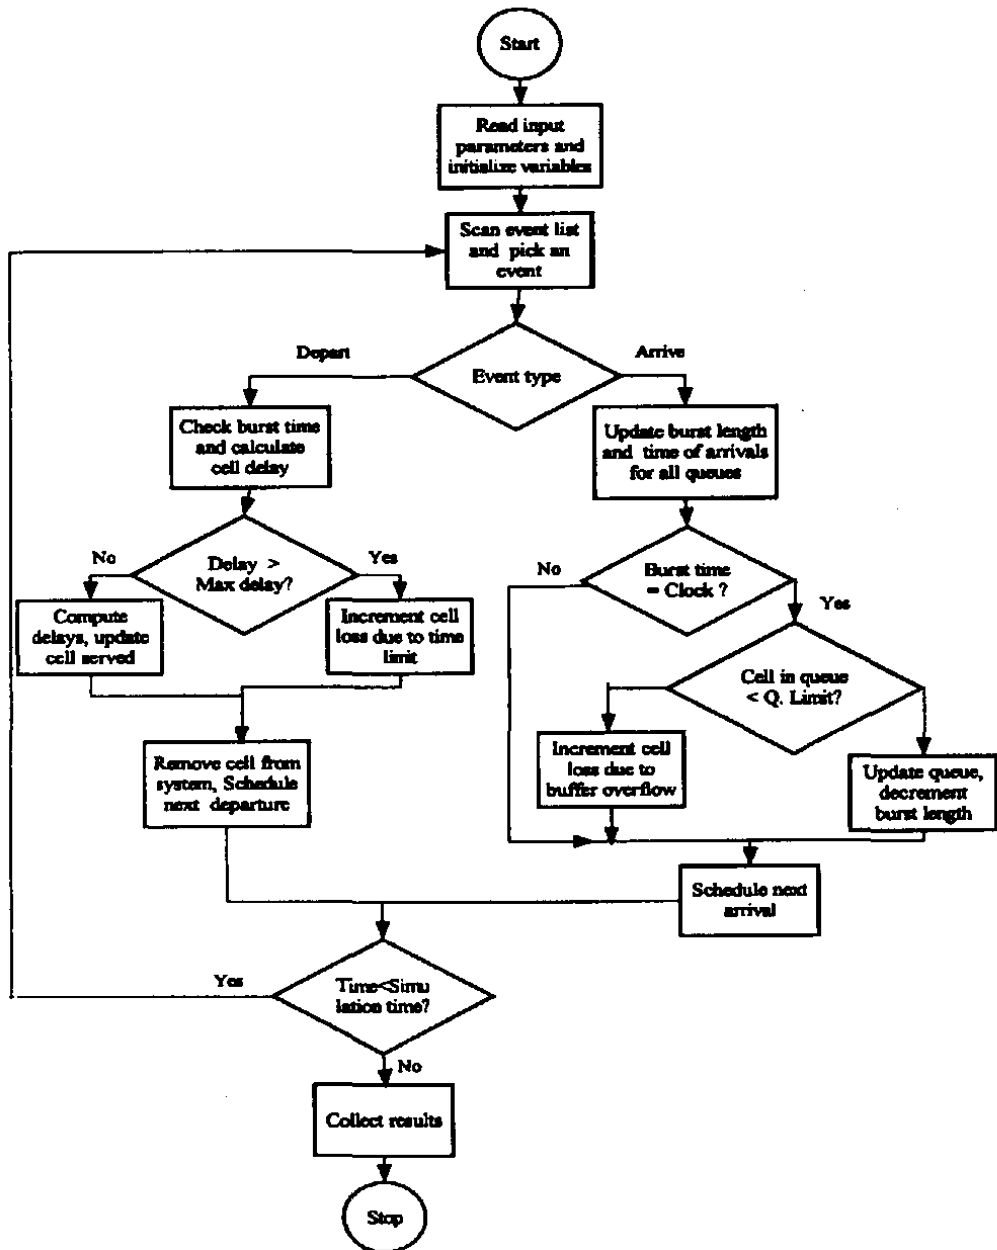 Start
Read input
parameters and
initialize variables
Scan event list
and pick an
event
Depart
Arrive
Event type
Check burst time
and calculate
cell delay
Update burst length
and time of arrivals
for all queues
No
Delay >
Max delay?
Yes
No
Burst time
= Clock ?
Yes
Compute
delays, update
cell served
Increment cell
loss due to time
limit
Cell in queue
< Q. Limit?
Remove cell from
system, Schedule
next departure
Increment cell
loss due to
buffer overflow
Update queue,
decrement
burst length
Schedule next
arrival
Yes
Time<Simu
lation time?
No
Collect results
Stop